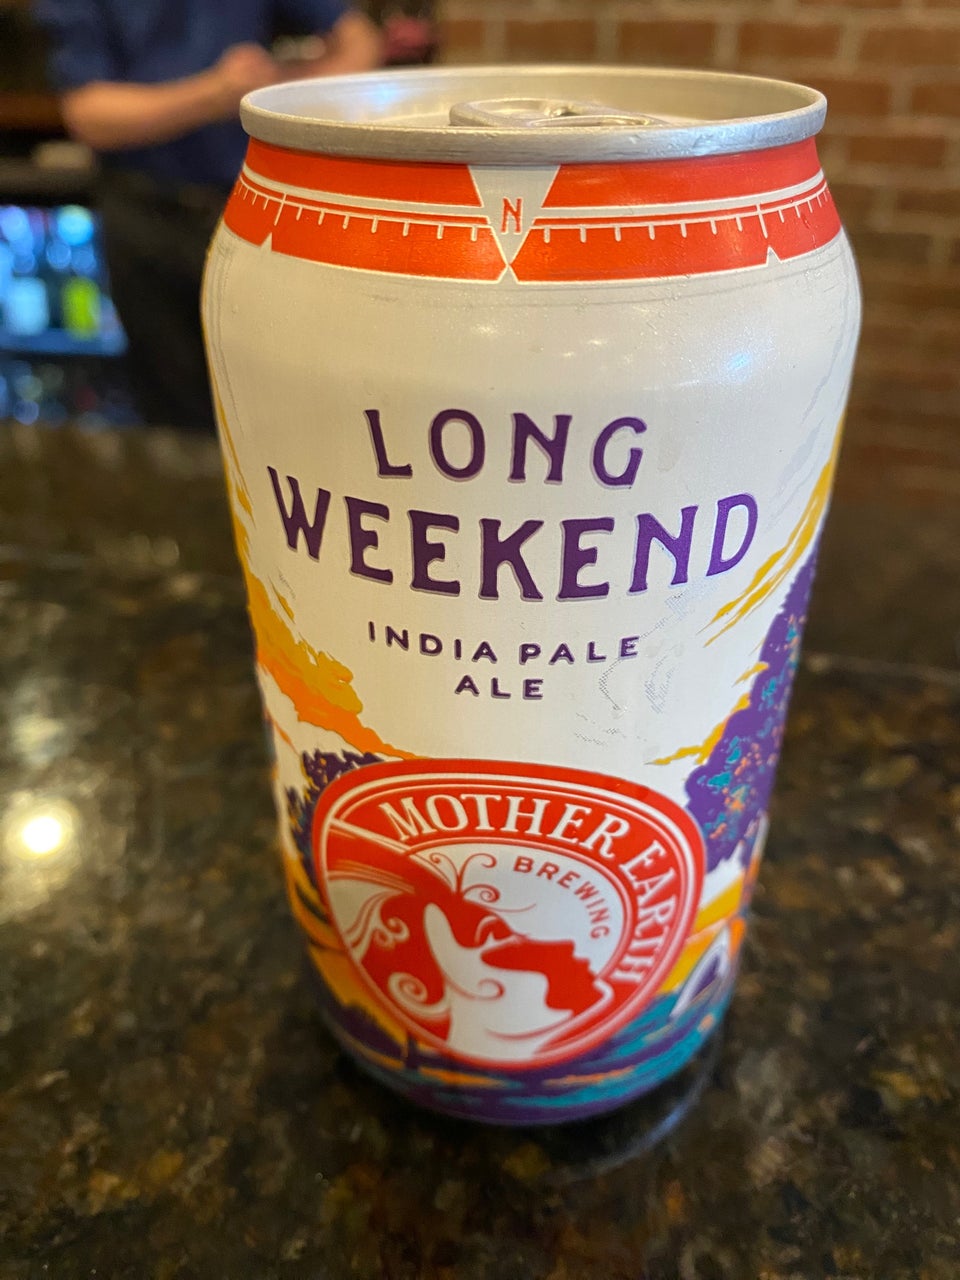 N
LONG
WEEKEND
INDIA PALE
ALE
MOTHER EARTH
BREWING